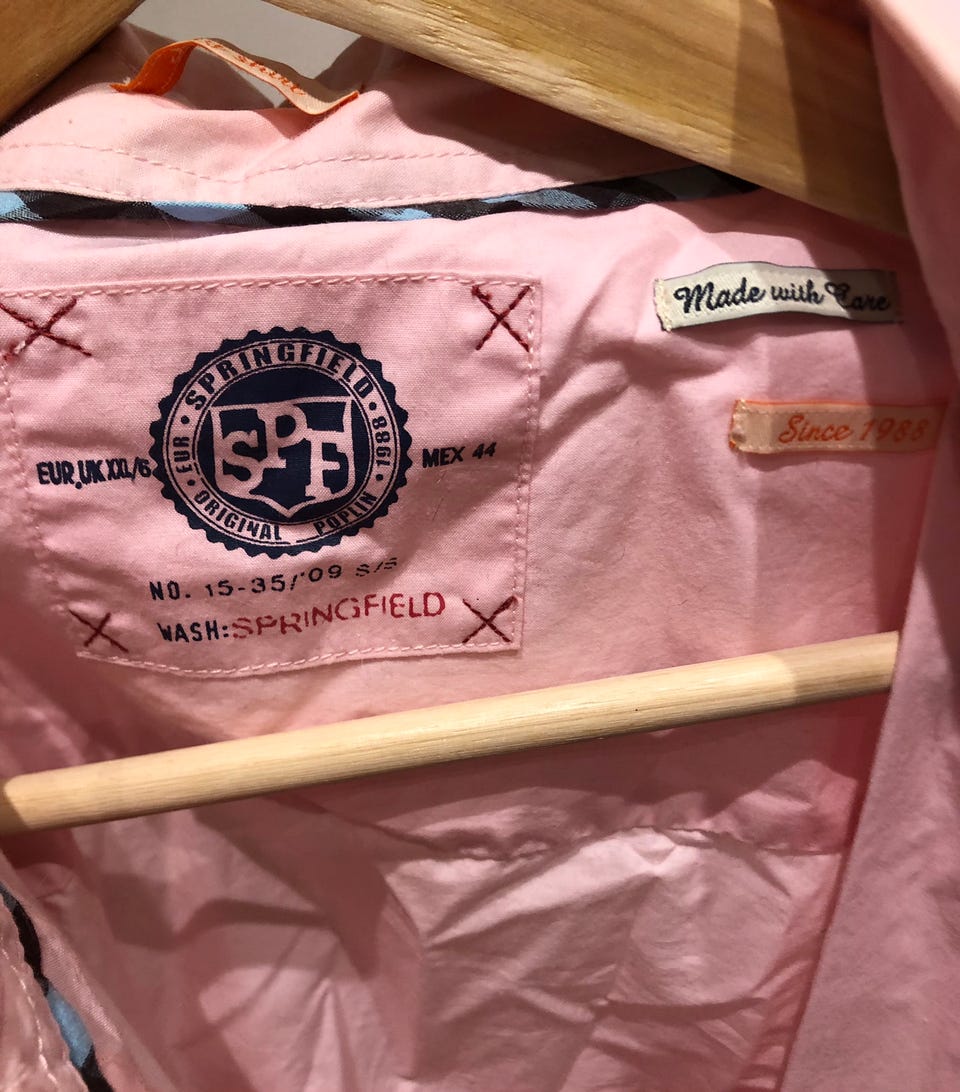 Made with Care
Since 1988
SPRINGFIELD
1988
EUR
SPF
ORIGINAL POPLIN
EUR,UK XXL/6
MEX 44
NO. 15-35/'09 S/S
WASH:SPRINGFIELD